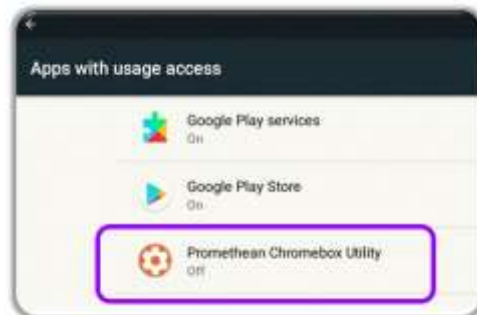 Apps with usage access
Google Play services
On
Google Play Store
On
Promethean Chromebox Utility
Off